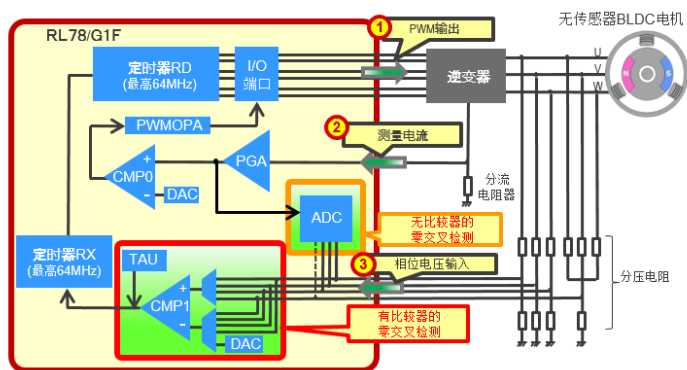 无传感器BLDC电机
RL78/G1F
1
PWM输出
定时器RD
(最高64MHz)
I/O
端口
逆变器
U
V
W
N
S
PWMOPA
2
测量电流
+
CMP0
−
DAC
PGA
分流
电阻器
ADC
无比较器的
零交叉检测
定时器RX
(最高64MHz)
TAU
3
相位电压输入
分压电阻
+
CMP1
−
DAC
有比较器的
零交叉检测